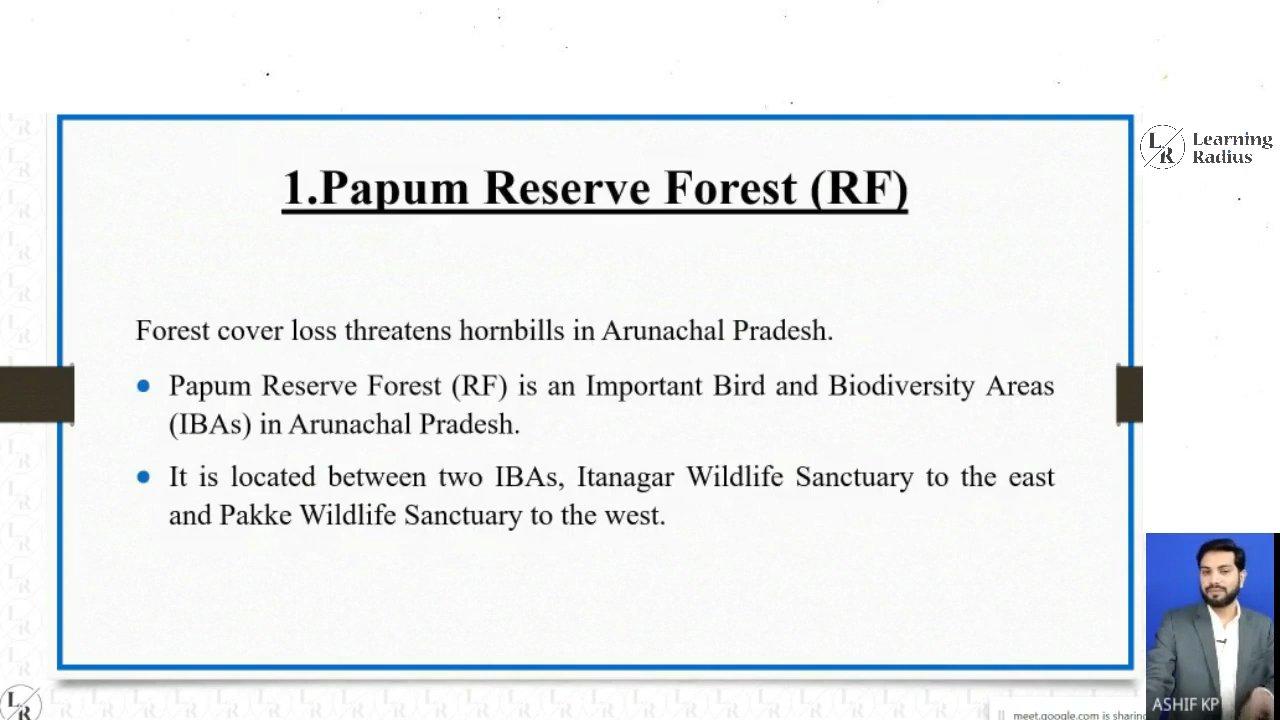 1.Papum Reserve Forest (RF)
L R Learning
Radius
Forest cover loss threatens hornbills in Arunachal Pradesh.
Papum Reserve Forest (RF) is an Important Bird and Biodiversity Areas
(IBAs) in Arunachal Pradesh.
It is located between two IBAs, Itanagar Wildlife Sanctuary to the east
and Pakke Wildlife Sanctuary to the west.
ASHIF KP
L R
meet.google.com is sharing